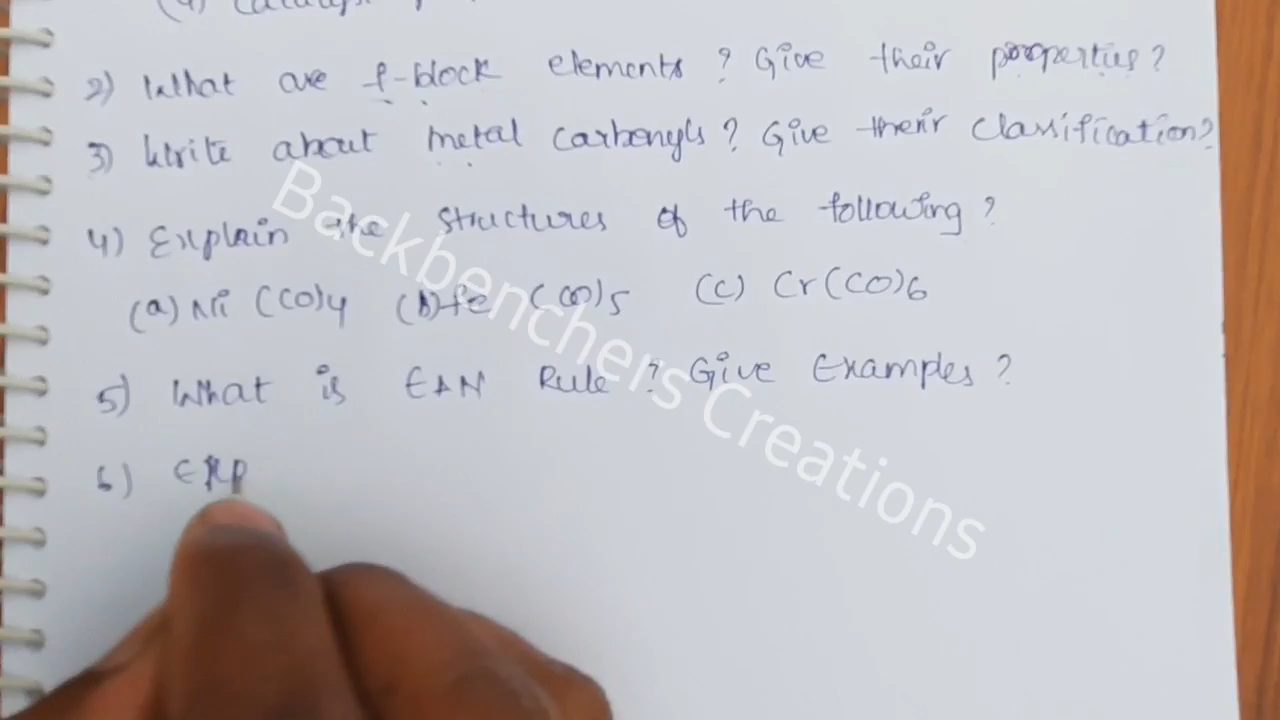 2) What are f-block elements ? Give their properties ?
3) Write about metal carbonyls ? Give their Classification ?
4) Explain the structures of the following ?
(a) Ni (CO)4 (b) fe (CO)5 (C) Cr(CO)6
5) What is EAN Rule ? Give Examples ?
6) Exp
Backbenchers Creations